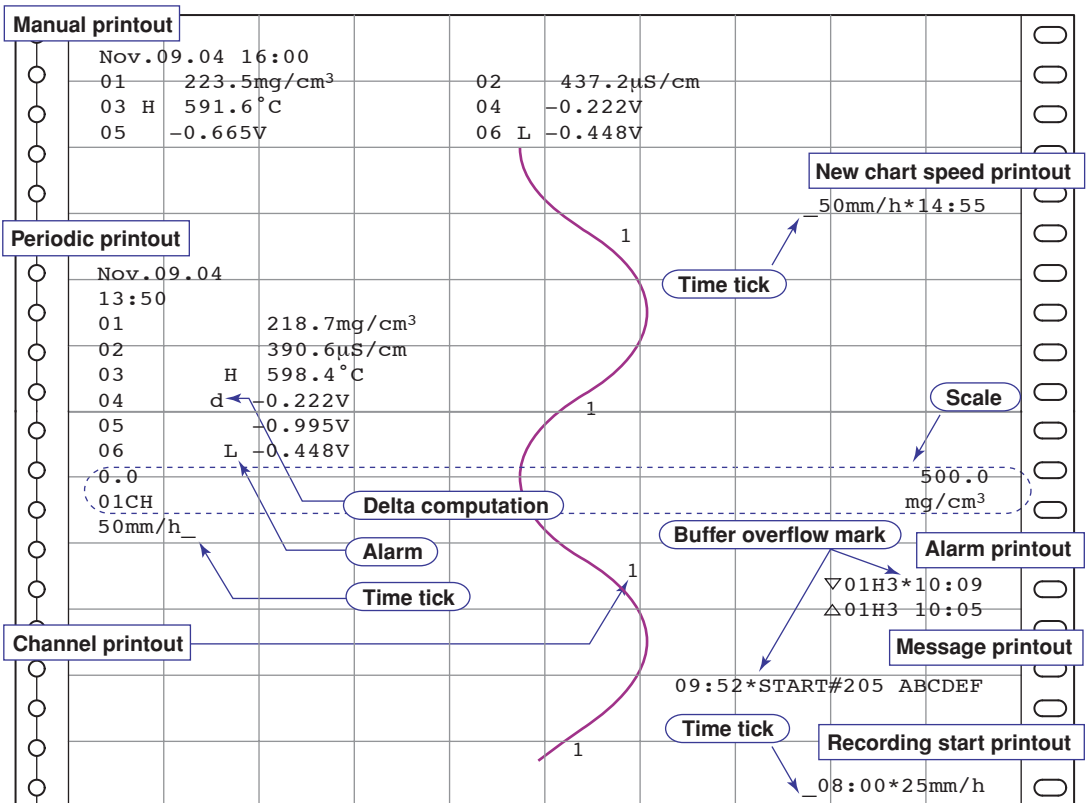 Manual printout
Nov.09.04 16:00
01 223.5mg/cm³ 02 437.2µS/cm
03 H 591.6°C 04 −0.222V
05 −0.665V 06 L −0.448V
New chart speed printout
_50mm/h*14:55
1
Periodic printout
Time tick
Nov.09.04
13:50
01 218.7mg/cm³
02 390.6µS/cm
03 H 598.4°C
04 d −0.222V
05 −0.995V
06 L −0.448V
Scale
1
0.0 500.0
01CH mg/cm³
50mm/h_
Delta computation
Alarm
Time tick
Buffer overflow mark
Alarm printout
1
▽01H3*10:09
△01H3 10:05
Channel printout
Message printout
09:52*START#205 ABCDEF
Time tick
Recording start printout
1
_08:00*25mm/h